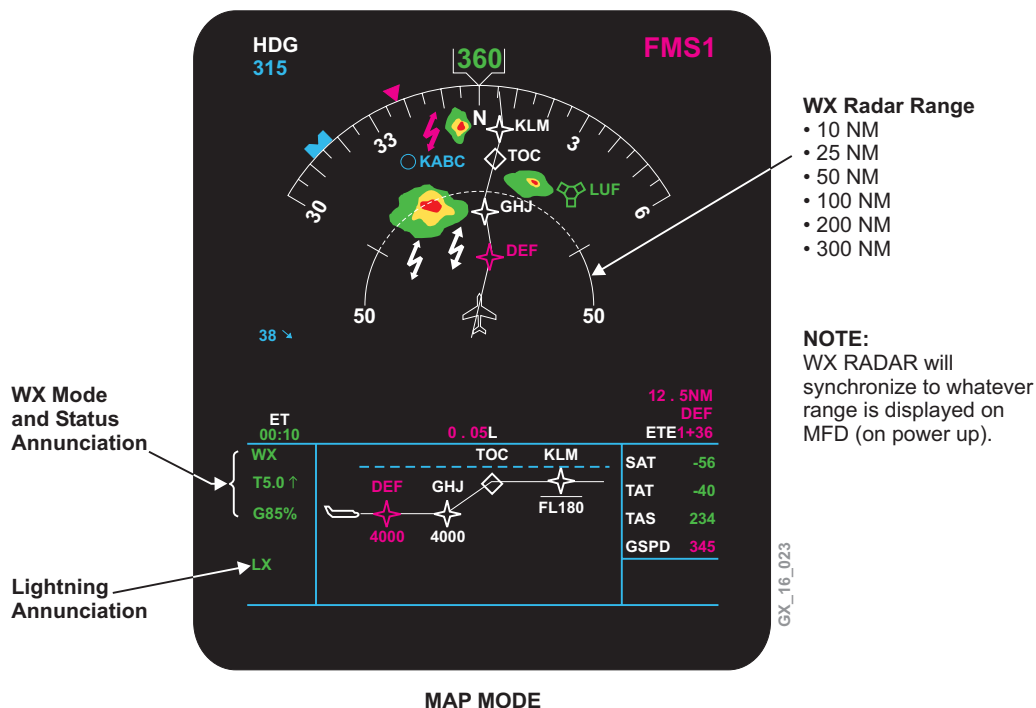 HDG
315
360
FMS1
30
33
N
3
6
KLM
TOC
KABC
LUF
GHJ
DEF
50
50
38 ↘
WX Radar Range
• 10 NM
• 25 NM
• 50 NM
• 100 NM
• 200 NM
• 300 NM
NOTE:
WX RADAR will
synchronize to whatever
range is displayed on
MFD (on power up).
WX Mode
and Status
Annunciation
Lightning
Annunciation
12 . 5NM
DEF
ETE1+36
ET
00:10
0 . 05L
WX
T5.0 ↑
G85%
LX
TOC
KLM
DEF
GHJ
FL180
4000
4000
SAT -56
TAT -40
TAS 234
GSPD 345
GX_16_023
MAP MODE